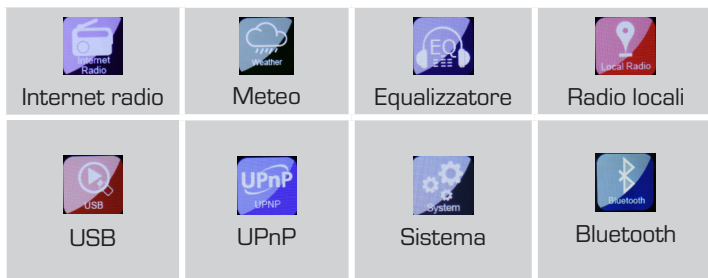 Internet
Radio
Internet radio
Weather
Meteo
EQ
Equalizzatore
Local Radio
Radio locali
USB
USB
UPnP
UPNP
UPnP
System
Sistema
Bluetooth
Bluetooth